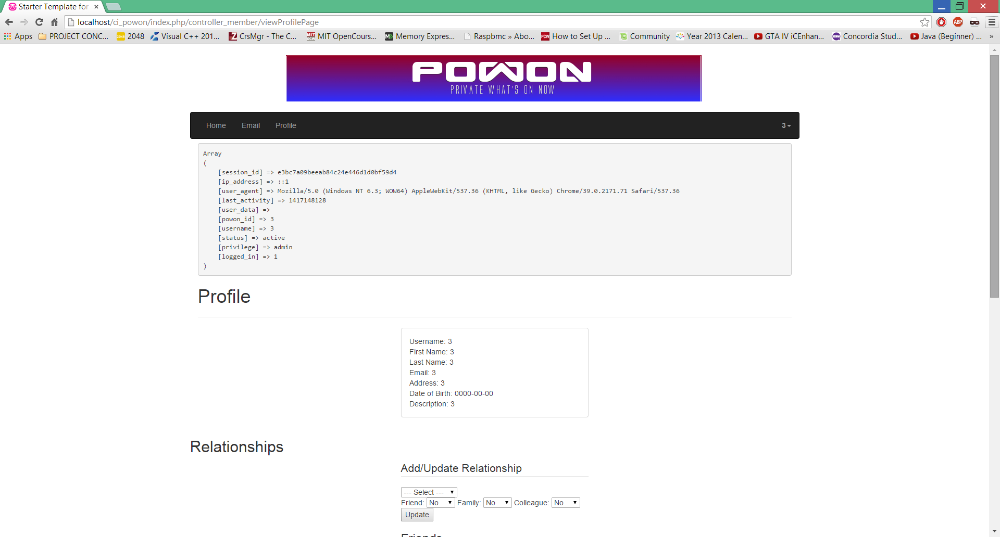 Starter Template for
localhost/ci_powon/index.php/controller_member/viewProfilePage
ABP
Apps PROJECT CONC... 2048 2048 Visual C++ 201... CrsMgr - The C... MIT OCW MIT OpenCours... Memory Expres... Raspbmc » Abo... PCW How to Set Up ... Community Year 2013 Calen... GTA IV iCEnhan... Concordia Stud... Java (Beginner) ... »
POWON
PRIVATE WHAT'S ON NOW
Home Email Profile 3
Array
(
[session_id] => e3bc7a09beeab84c24e446d1d0bf59d4
[ip_address] => ::1
[user_agent] => Mozilla/5.0 (Windows NT 6.3; WOW64) AppleWebKit/537.36 (KHTML, like Gecko) Chrome/39.0.2171.71 Safari/537.36
[last_activity] => 1417148128
[user_data] =>
[powon_id] => 3
[username] => 3
[status] => active
[privilege] => admin
[logged_in] => 1
)
Profile
Username: 3
First Name: 3
Last Name: 3
Email: 3
Address: 3
Date of Birth: 0000-00-00
Description: 3
Relationships
Add/Update Relationship
--- Select ---
Friend: No Family: No Colleague: No
Update
Friends